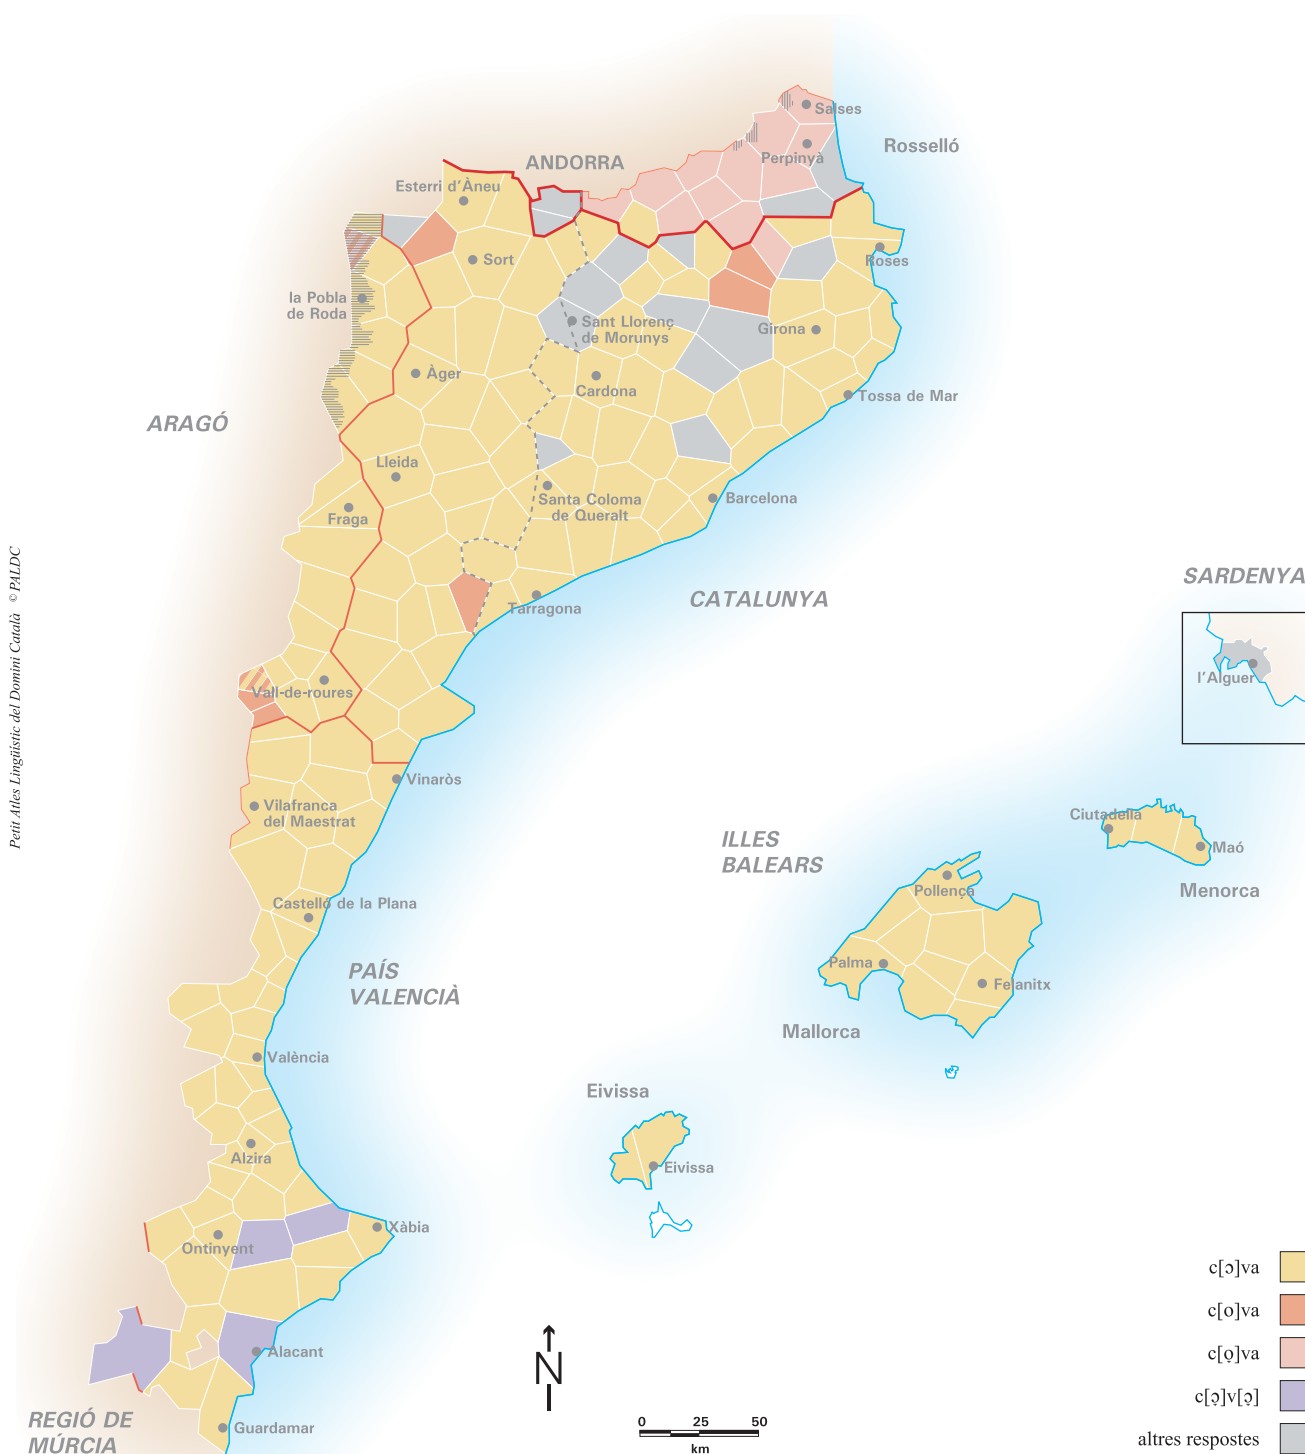 Salses
Rosselló
Perpinyà
ANDORRA
Esterri d'Àneu
Roses
Sort
la Pobla
de Roda
Sant Llorenç
de Morunys
Girona
Àger
Cardona
Tossa de Mar
ARAGÓ
Lleida
Santa Coloma
de Queralt
Barcelona
Fraga
Petit Atles Lingüístic del Domini Català © PALDC
SARDENYA
CATALUNYA
Tarragona
l'Alguer
Vall-de-roures
Vinaròs
Vilafranca
del Maestrat
Ciutadella
ILLES
BALEARS
Maó
Pollença
Menorca
Castelló de la Plana
PAÍS
VALENCIÀ
Palma
Felanitx
Mallorca
València
Eivissa
Alzira
Eivissa
Xàbia
Ontinyent
c[ɔ]va
c[o]va
c[o̞]va
Alacant
N
c[ɔ̞]v[ɔ̞]
REGIÓ DE
MÚRCIA
Guardamar
0 25 50
km
altres respostes